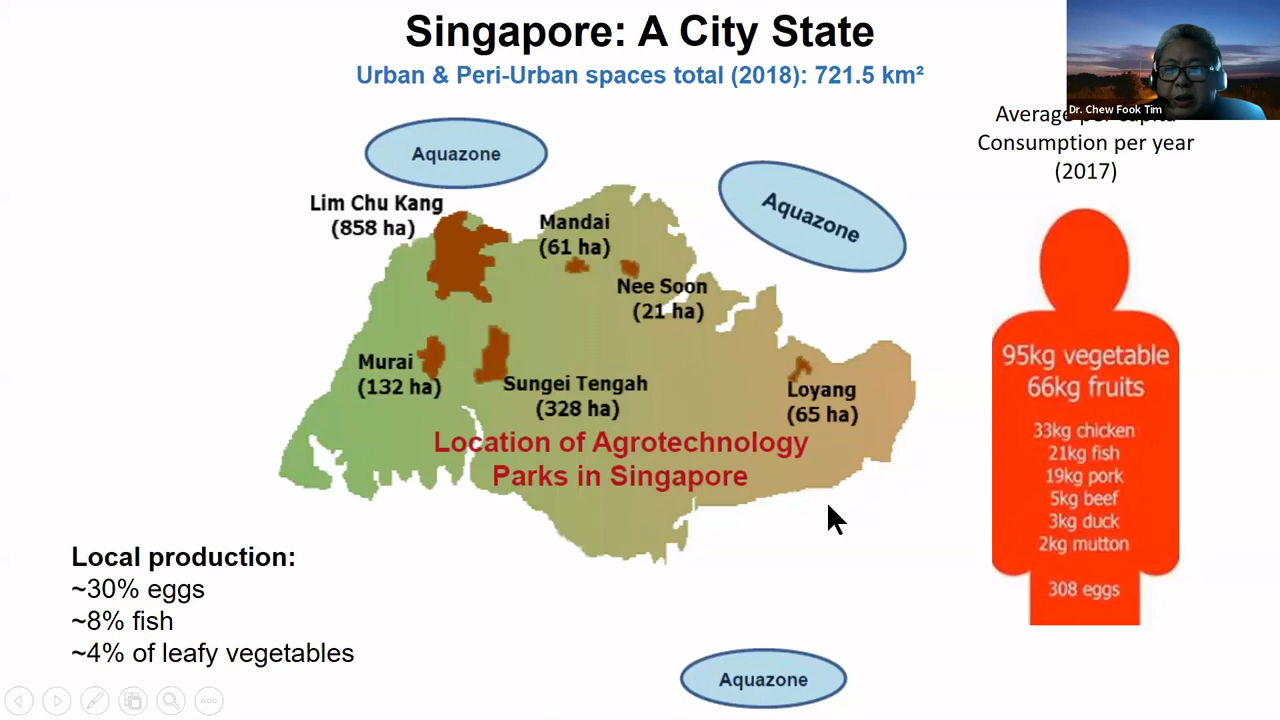 Singapore: A City State
Urban & Peri-Urban spaces total (2018): 721.5 km²
Dr. Chew Fook Tim
Average per capita
Consumption per year
(2017)
Aquazone
Aquazone
Lim Chu Kang
(858 ha)
Mandai
(61 ha)
Nee Soon
(21 ha)
Murai
(132 ha)
Sungei Tengah
(328 ha)
Loyang
(65 ha)
Location of Agrotechnology
Parks in Singapore
95kg vegetable
66kg fruits
33kg chicken
21kg fish
19kg pork
5kg beef
3kg duck
2kg mutton
308 eggs
Local production:
~30% eggs
~8% fish
~4% of leafy vegetables
Aquazone